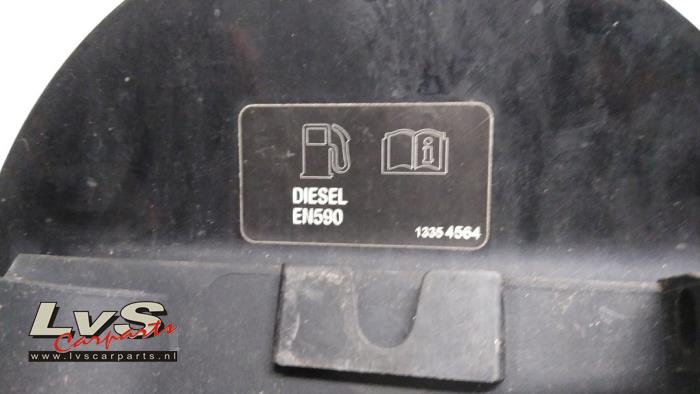 DIESEL
EN590
1335 4564
LvS
Carparts
www.lvscarparts.nl